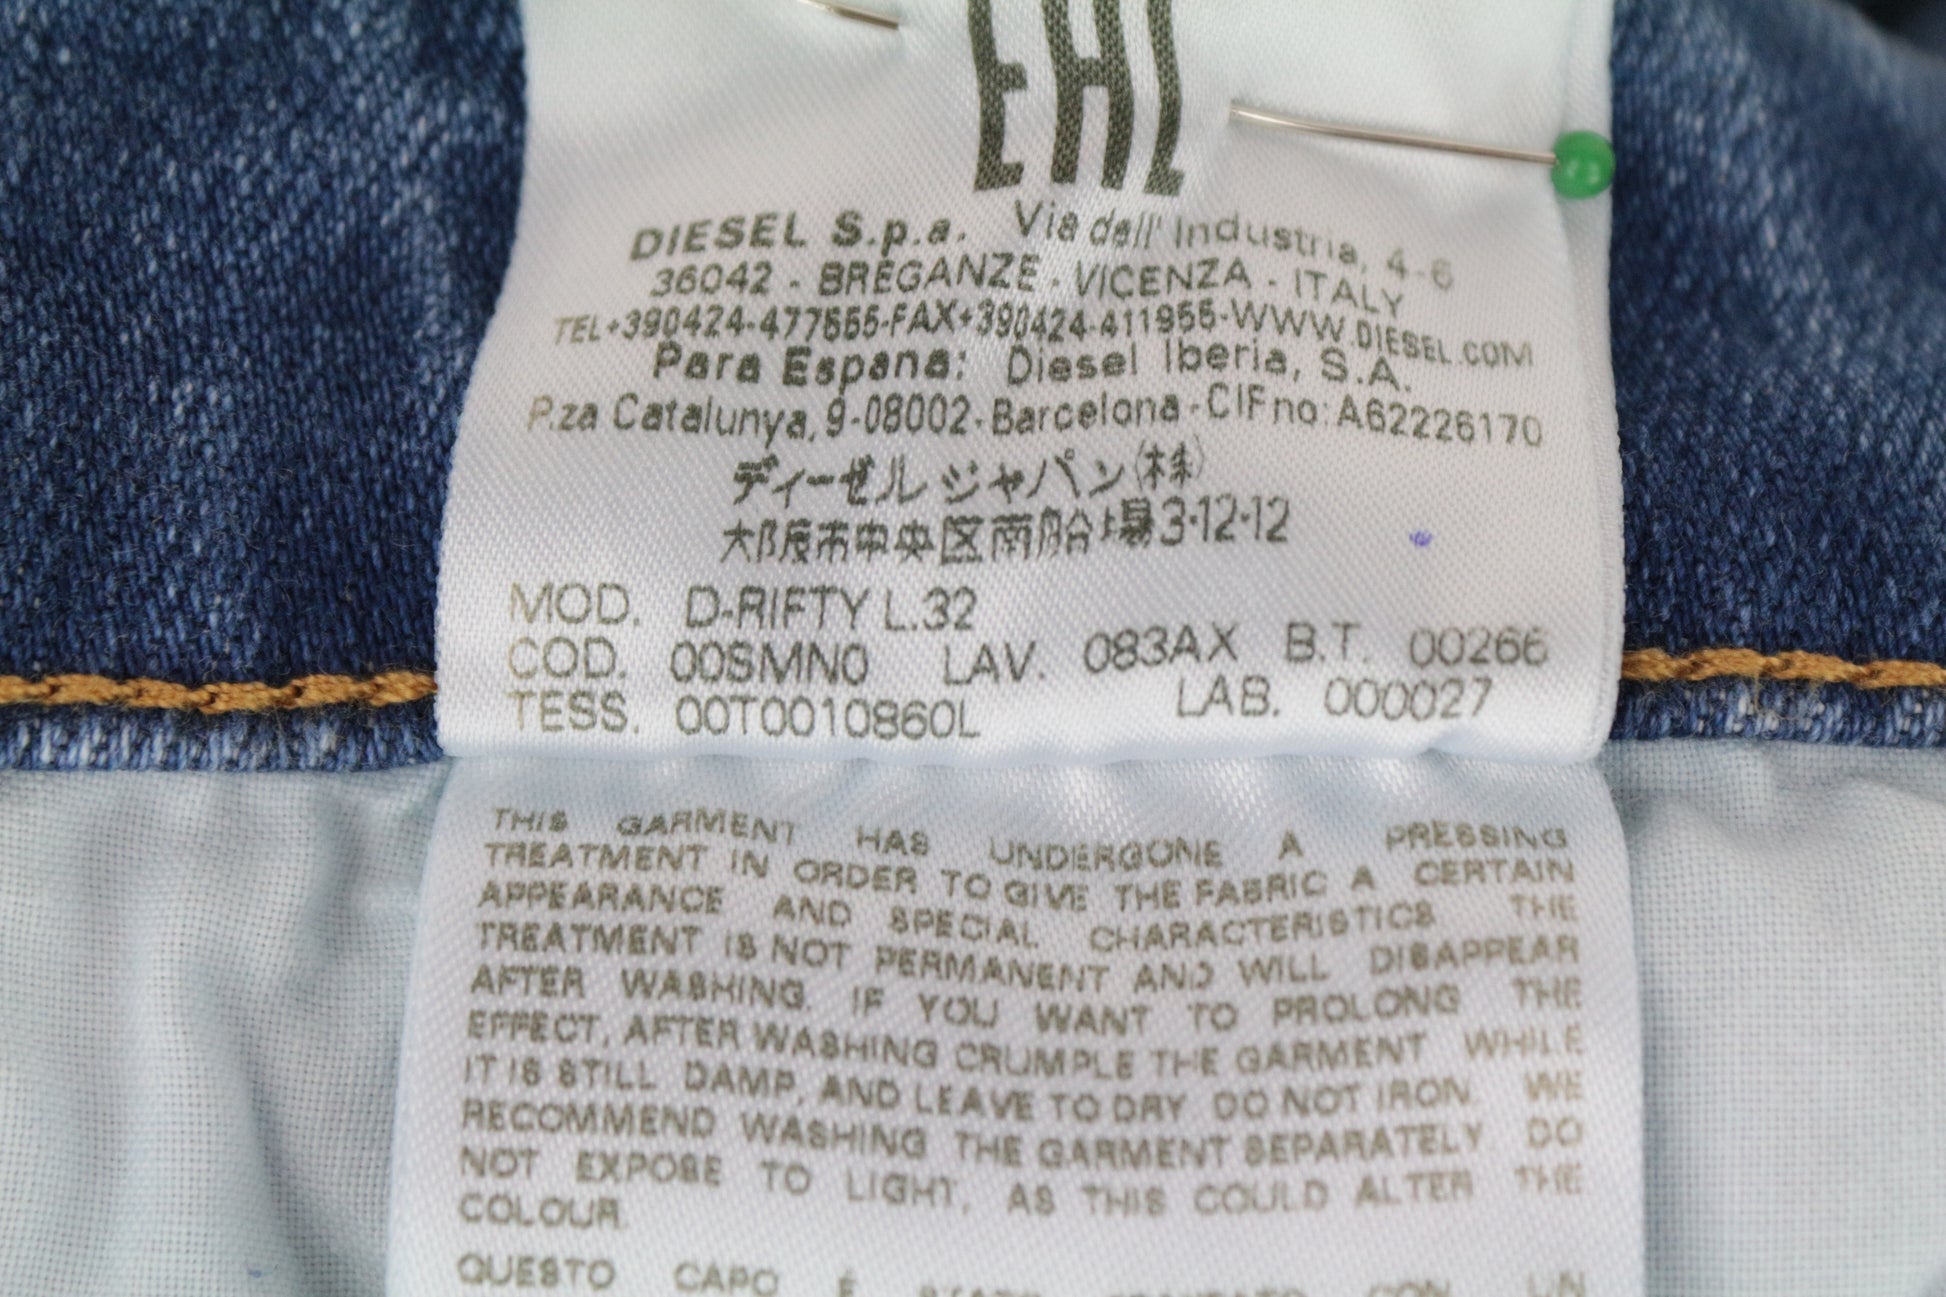 EAC
DIESEL S.p.a. Via dell' Industria, 4-6
36042 - BREGANZE - VICENZA - ITALY
TEL+390424-477555-FAX+390424-411955-WWW.DIESEL.COM
Para Espana: Diesel Iberia, S.A.
P.za Catalunya, 9-08002-Barcelona-CIF no: A62226170
ディーゼル ジャパン(株)
大阪市中央区南船場3-12-12
MOD. D-RIFTY L.32
COD. 00SMN0 LAV. 083AX B.T. 00266
TESS. 00T0010860L LAB. 000027
THIS GARMENT HAS UNDERGONE A PRESSING
TREATMENT IN ORDER TO GIVE THE FABRIC A CERTAIN
APPEARANCE AND SPECIAL CHARACTERISTICS THE
TREATMENT IS NOT PERMANENT AND WILL DISAPPEAR
AFTER WASHING. IF YOU WANT TO PROLONG THE
EFFECT, AFTER WASHING CRUMPLE THE GARMENT WHILE
IT IS STILL DAMP, AND LEAVE TO DRY DO NOT IRON. WE
RECOMMEND WASHING THE GARMENT SEPARATELY DO
NOT EXPOSE TO LIGHT, AS THIS COULD ALTER THE
COLOUR.
QUESTO CAPO É STATO CON UN